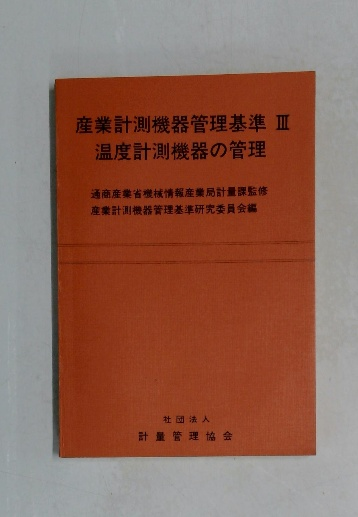 産業計測機器管理基準 Ⅲ
温度計測機器の管理
通商産業省機械情報産業局計量課監修
産業計測機器管理基準研究委員会編
社団法人
計量管理協会